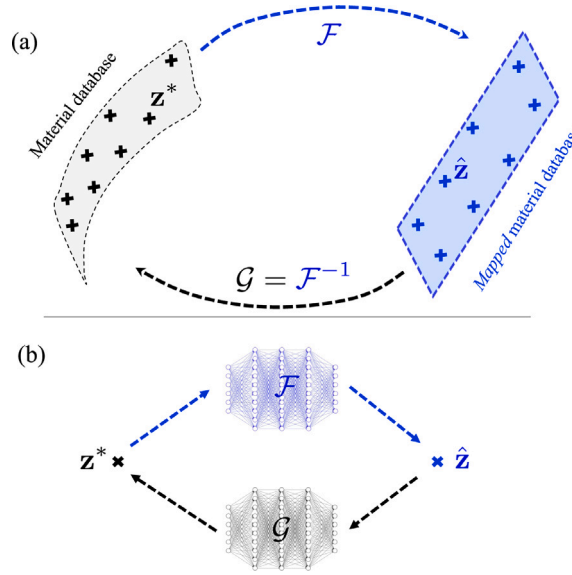 (a)
Material database
z*
ℱ
ẑ
Mapped material database
𝒢 = ℱ⁻¹
(b)
ℱ
z*
ẑ
𝒢